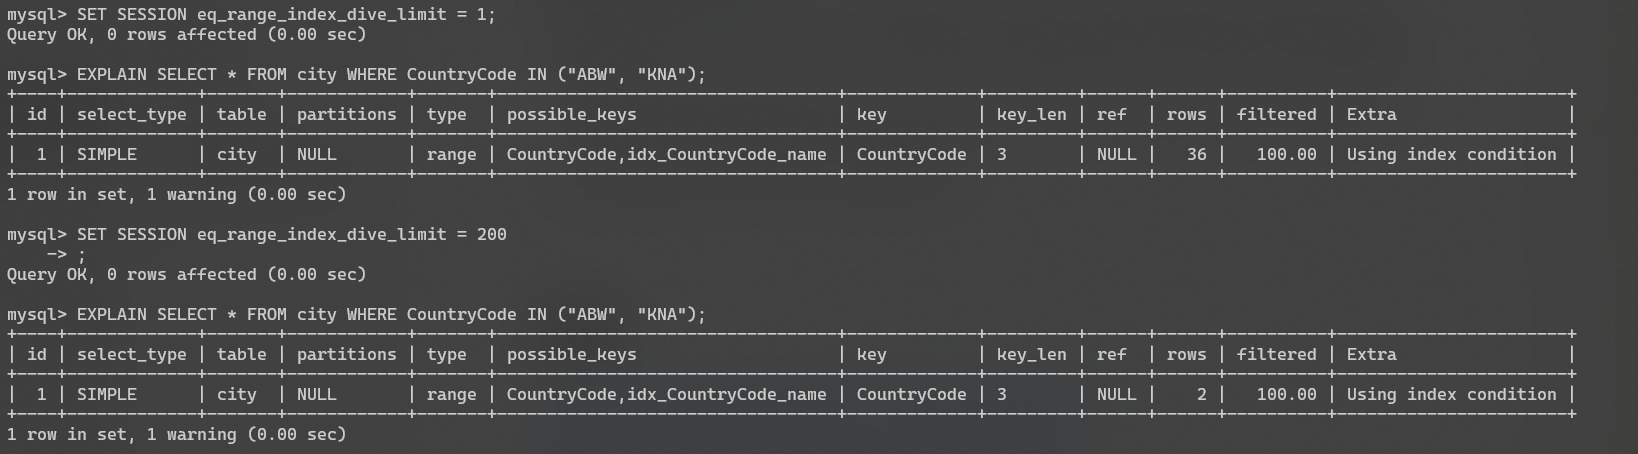 mysql> SET SESSION eq_range_index_dive_limit = 1;
Query OK, 0 rows affected (0.00 sec)
mysql> EXPLAIN SELECT * FROM city WHERE CountryCode IN ("ABW", "KNA");
+----+-------------+-------+------------+-------+----------------------------------+-------------+---------+------+------+----------+-----------------------+
| id | select_type | table | partitions | type  | possible_keys                    | key         | key_len | ref  | rows | filtered | Extra                 |
+----+-------------+-------+------------+-------+----------------------------------+-------------+---------+------+------+----------+-----------------------+
|  1 | SIMPLE      | city  | NULL       | range | CountryCode,idx_CountryCode_name | CountryCode | 3       | NULL |   36 |   100.00 | Using index condition |
+----+-------------+-------+------------+-------+----------------------------------+-------------+---------+------+------+----------+-----------------------+
1 row in set, 1 warning (0.00 sec)
mysql> SET SESSION eq_range_index_dive_limit = 200
    -> ;
Query OK, 0 rows affected (0.00 sec)
mysql> EXPLAIN SELECT * FROM city WHERE CountryCode IN ("ABW", "KNA");
+----+-------------+-------+------------+-------+----------------------------------+-------------+---------+------+------+----------+-----------------------+
| id | select_type | table | partitions | type  | possible_keys                    | key         | key_len | ref  | rows | filtered | Extra                 |
+----+-------------+-------+------------+-------+----------------------------------+-------------+---------+------+------+----------+-----------------------+
|  1 | SIMPLE      | city  | NULL       | range | CountryCode,idx_CountryCode_name | CountryCode | 3       | NULL |    2 |   100.00 | Using index condition |
+----+-------------+-------+------------+-------+----------------------------------+-------------+---------+------+------+----------+-----------------------+
1 row in set, 1 warning (0.00 sec)